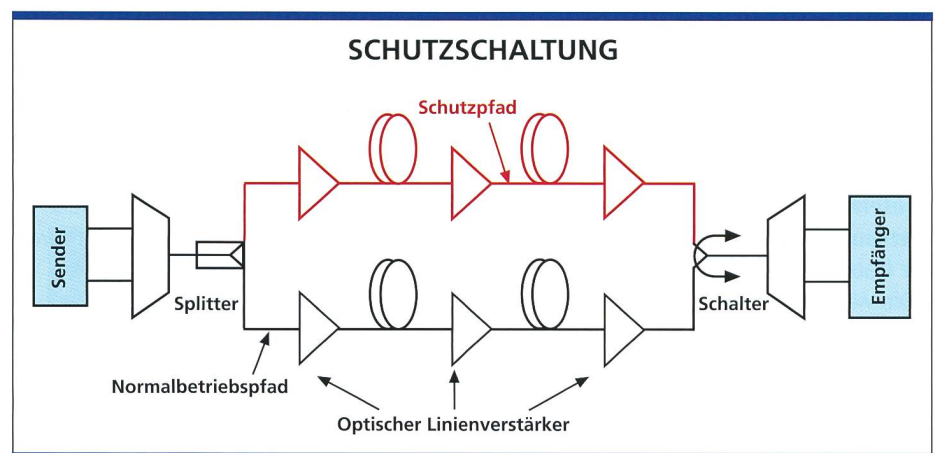 SCHUTZSCHALTUNG
Schutzpfad
Sender
Splitter
Schalter
Empfänger
Normalbetriebspfad
Optischer Linienverstärker